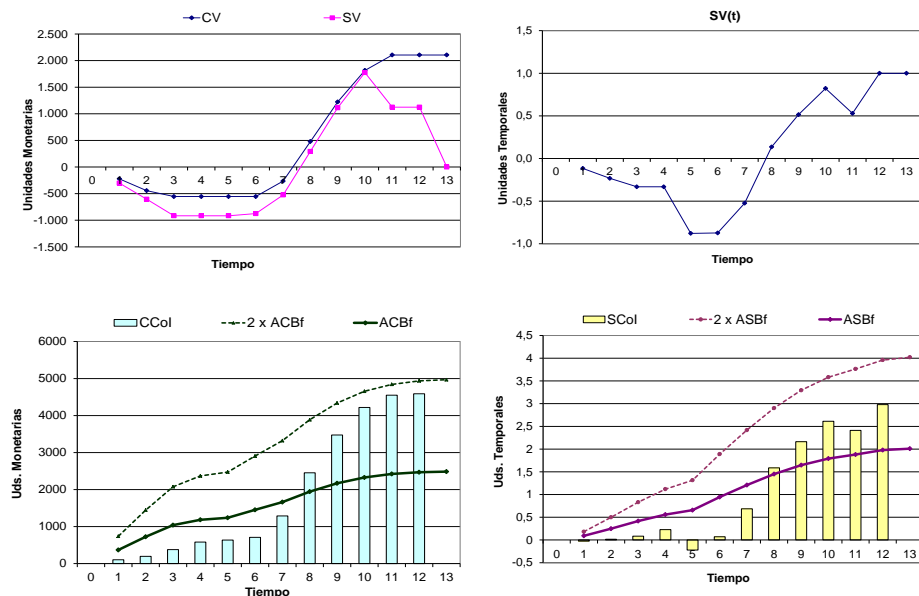 CV SV
2.500
2.000
1.500
1.000
500
0
-500
-1.000
-1.500
0 1 2 3 4 5 6 7 8 9 10 11 12 13
Unidades Monetarias
Tiempo
SV(t)
1,5
1,0
0,5
0,0
-0,5
-1,0
0 1 2 3 4 5 6 7 8 9 10 11 12 13
Unidades Temporales
Tiempo
CCoI 2 x ACBf ACBf
6000
5000
4000
3000
2000
1000
0
0 1 2 3 4 5 6 7 8 9 10 11 12 13
Uds. Monetarias
Tiempo
SCoI 2 x ASBf ASBf
4,5
4
3,5
3
2,5
2
1,5
1
0,5
0
-0,5
0 1 2 3 4 5 6 7 8 9 10 11 12 13
Uds. Temporales
Tiempo